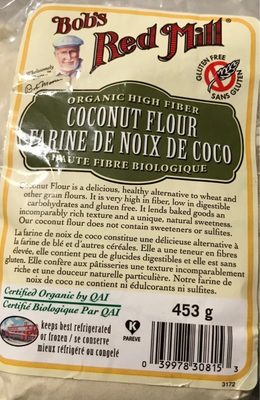 Bob's
Red Mill
GLUTEN FREE
SANS GLUTEN
ORGANIC HIGH FIBER
COCONUT FLOUR
FARINE DE NOIX DE COCO
HAUTE FIBRE BIOLOGIQUE
Coconut Flour is a delicious, healthy alternative to wheat and
other grain flours. It is very high in fiber, low in digestible
carbohydrates and gluten free. It lends baked goods an
incomparably rich texture and a unique, natural sweetness.
Our coconut flour does not contain sweeteners or sulfites.
La farine de noix de coco constitue une délicieuse alternative à
la farine de blé et d'autres céréales. Elle a une teneur en fibres
élevée, elle contient peu de glucides digestibles et elle est sans
gluten. Elle confère aux pâtisseries une texture incomparablement
riche et une douceur naturelle particulière. Notre farine de
noix de coco ne contient ni édulcorants ni sulfites.
Certified Organic by QAI
Certifié Biologique Par QAI
453 g
keeps best refrigerated
or frozen / se conserve
mieux réfrigéré ou congelé
K
PAREVE
0 39978 30815 3
3172